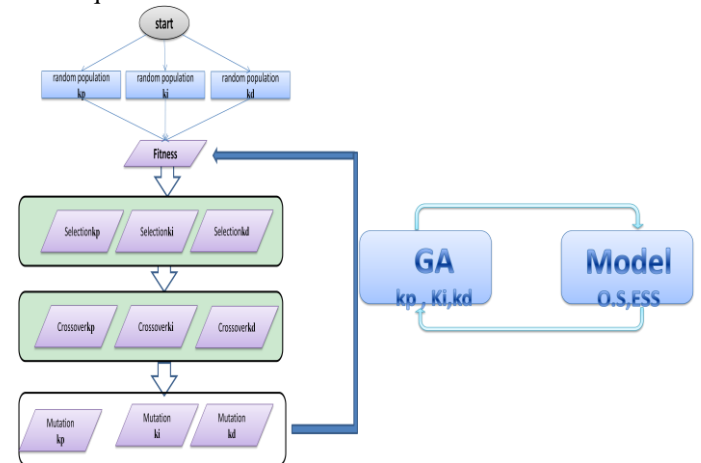 start
random population
kp
random population
ki
random population
kd
Fitness
Selectionkp
Selectionki
Selectionkd
Crossoverkp
Crossoverki
Crossoverkd
Mutation
kp
Mutation
ki
Mutation
kd
GA
kp , Ki,kd
Model
O.S,ESS